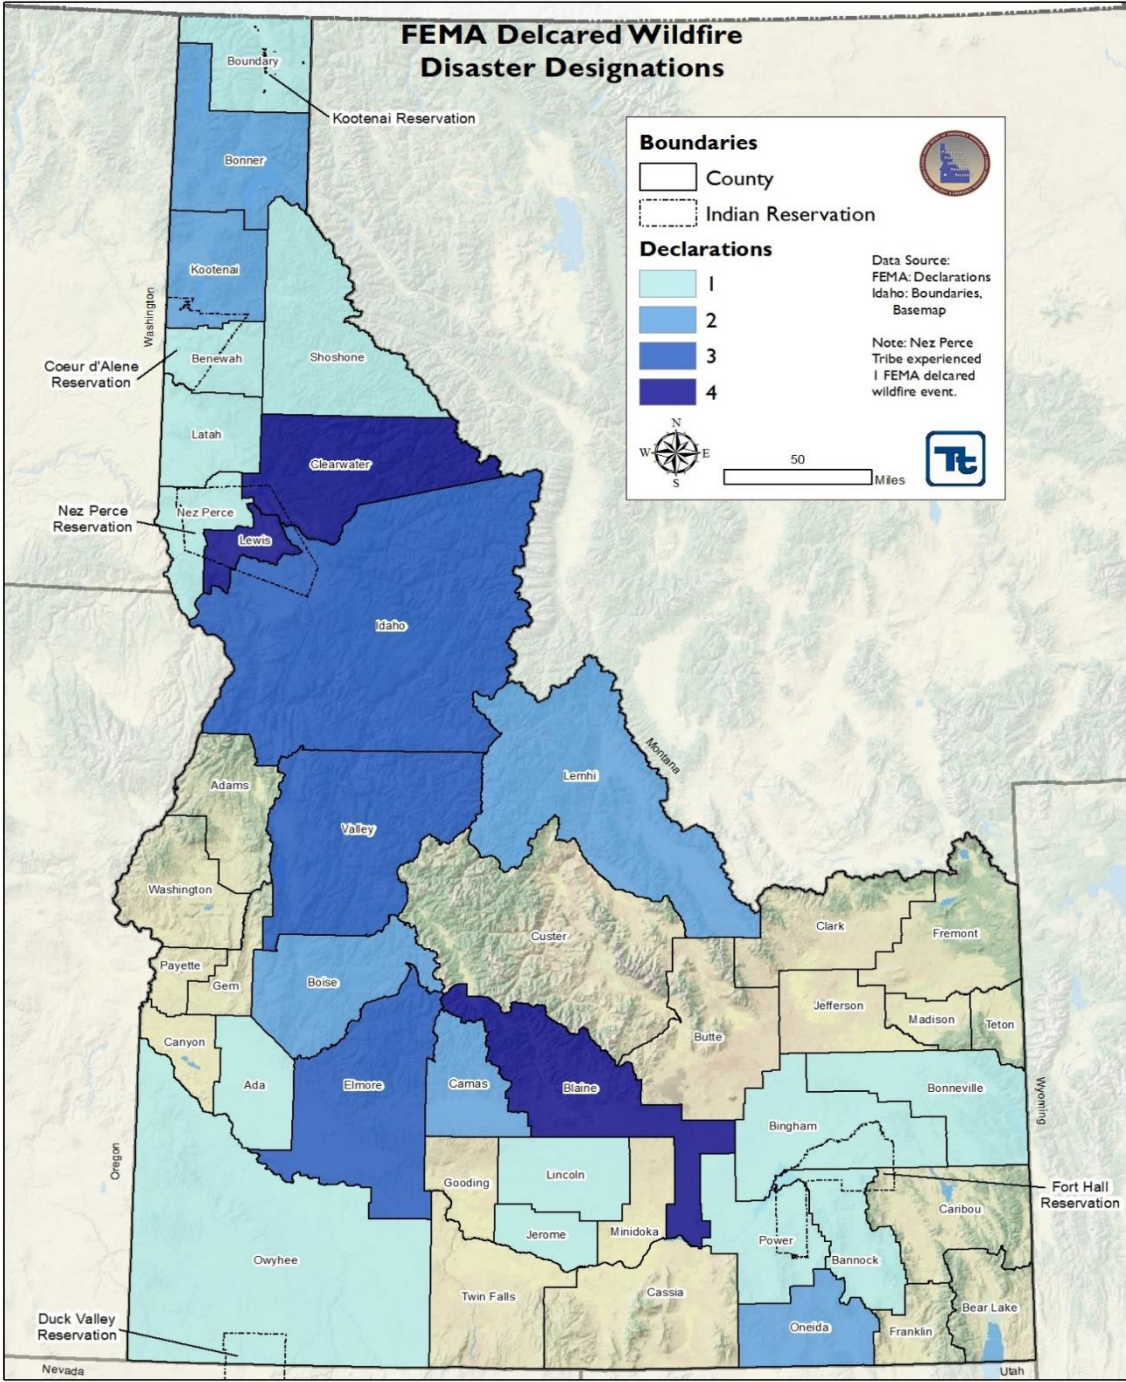 FEMA Delcared Wildfire
Disaster Designations
Boundary
Kootenai Reservation
Bonner
Kootenai
Washington
Coeur d'Alene
Reservation
Benewah
Shoshone
Latah
Clearwater
Nez Perce
Reservation
Nez Perce
Lewis
Idaho
Boundaries
County
Indian Reservation
Declarations
1
2
3
4
Data Source:
FEMA: Declarations
Idaho: Boundaries,
Basemap
Note: Nez Perce
Tribe experienced
1 FEMA delcared
wildfire event.
N
W
E
S
50
Miles
Tt
Montana
Lemhi
Adams
Valley
Washington
Custer
Clark
Fremont
Payette
Gem
Boise
Jefferson
Madison
Teton
Butte
Canyon
Ada
Elmore
Camas
Blaine
Bonneville
Wyoming
Bingham
Oregon
Gooding
Lincoln
Fort Hall
Reservation
Caribou
Jerome
Minidoka
Power
Bannock
Owyhee
Twin Falls
Cassia
Bear Lake
Oneida
Franklin
Duck Valley
Reservation
Nevada
Utah